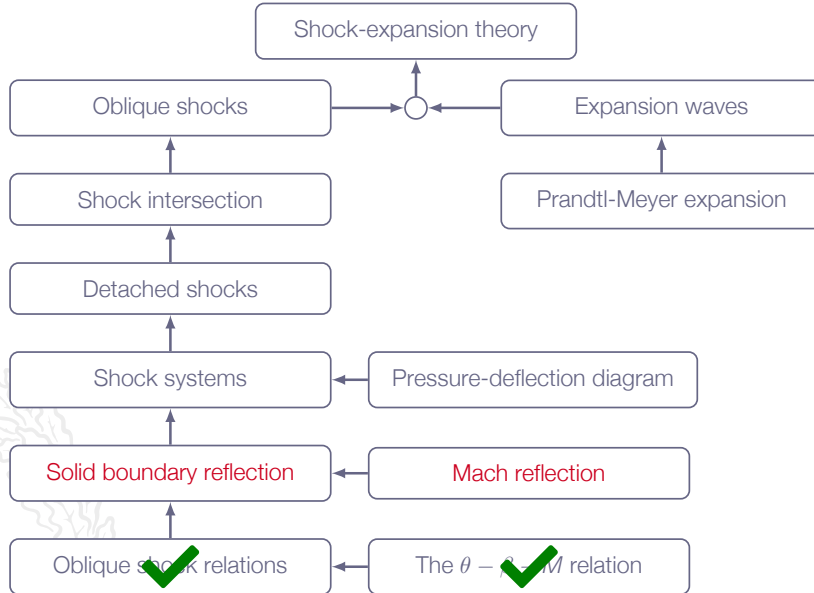 Shock-expansion theory
Oblique shocks
Expansion waves
Shock intersection
Prandtl-Meyer expansion
Detached shocks
Shock systems
Pressure-deflection diagram
Solid boundary reflection
Mach reflection
Oblique shock relations
The θ − β − M relation